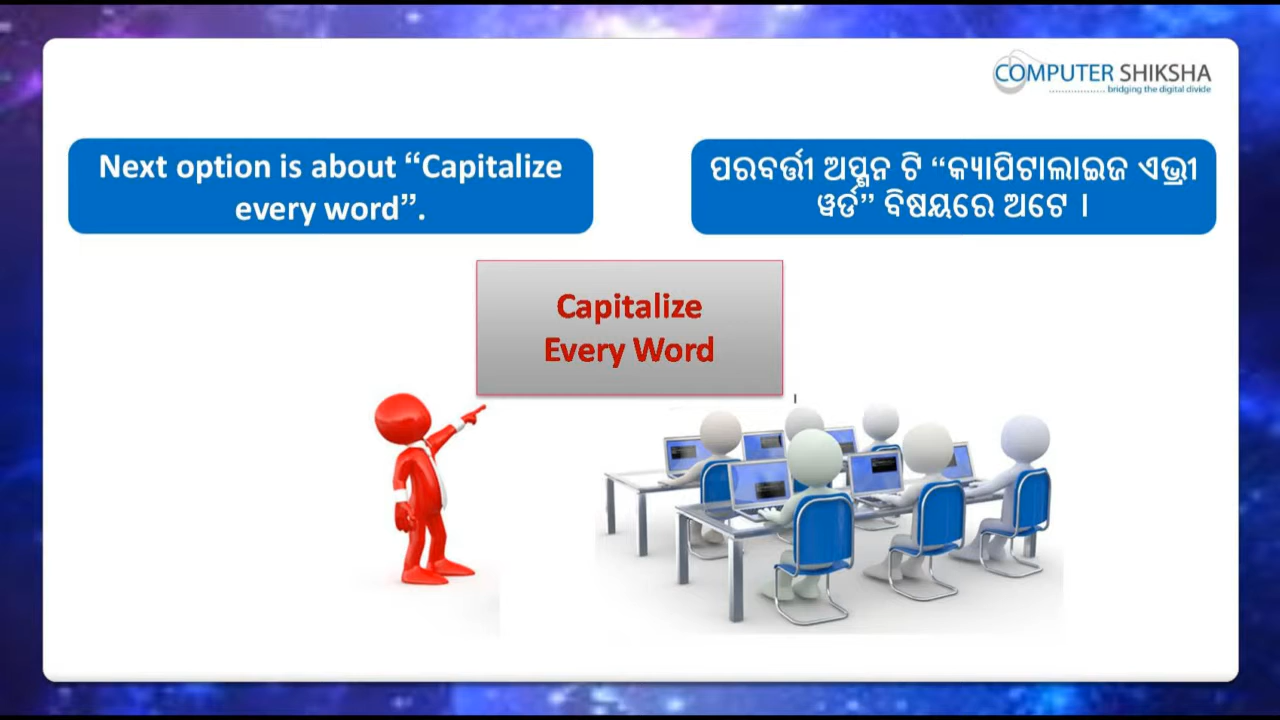 COMPUTER SHIKSHA
bridging the digital divide
Next option is about “Capitalize
every word”.
ପରବର୍ତ୍ତୀ ଅପ୍ସନ ଟି “କ୍ୟାପିଟାଲାଇଜ ଏଭ୍ରୀ
ୱର୍ଡ” ବିଷୟରେ ଅଟେ ।
Capitalize
Every Word